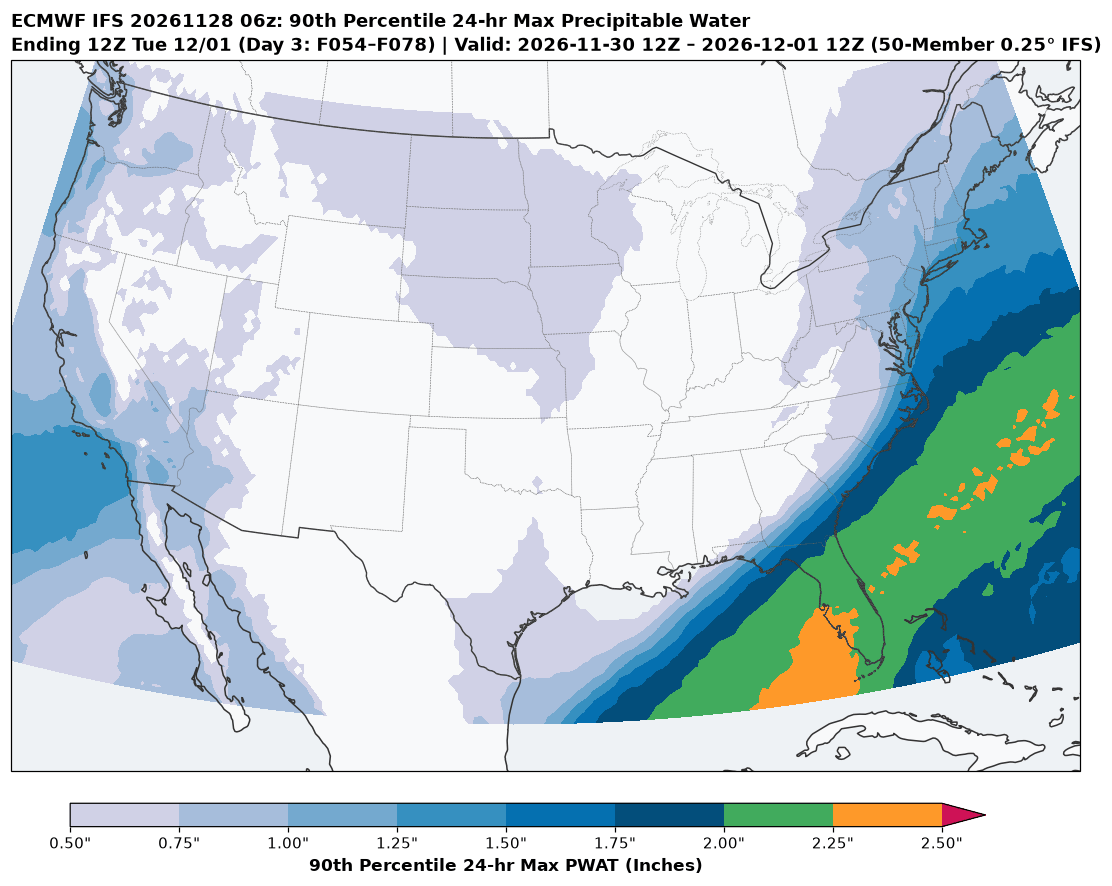 ECMWF IFS 20261128 06z: 90th Percentile 24-hr Max Precipitable Water
Ending 12Z Tue 12/01 (Day 3: F054–F078) | Valid: 2026-11-30 12Z – 2026-12-01 12Z (50-Member 0.25° IFS)
0.50" 0.75" 1.00" 1.25" 1.50" 1.75" 2.00" 2.25" 2.50"
90th Percentile 24-hr Max PWAT (Inches)